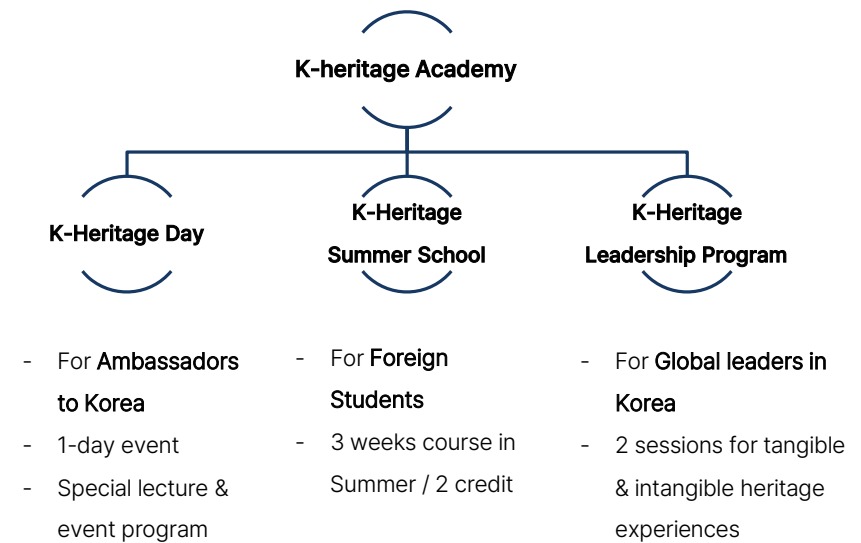 K-heritage Academy
K-Heritage Day
K-Heritage
Summer School
K-Heritage
Leadership Program
- For Ambassadors
to Korea
- 1-day event
- Special lecture &
event program
- For Foreign
Students
- 3 weeks course in
Summer / 2 credit
- For Global leaders in
Korea
- 2 sessions for tangible
& intangible heritage
experiences